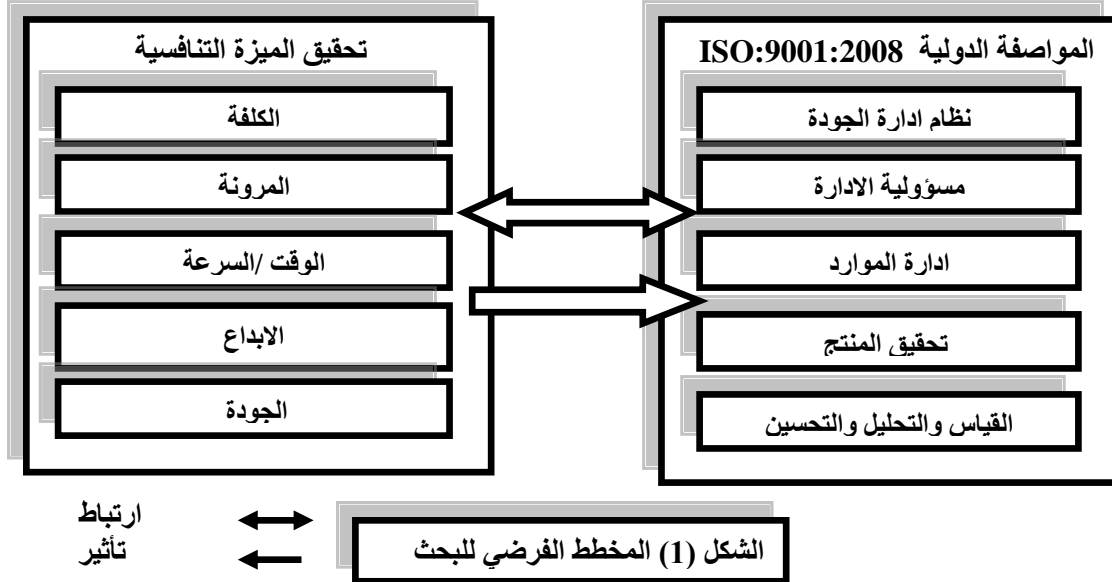 المواصفة الدولية ISO:9001:2008
نظام ادارة الجودة
مسؤولية الادارة
ادارة الموارد
تحقيق المنتج
القياس والتحليل والتحسين
تحقيق الميزة التنافسية
الكلفة
المرونة
الوقت /السرعة
الابداع
الجودة
ارتباط
تأثير
الشكل (1) المخطط الفرضي للبحث